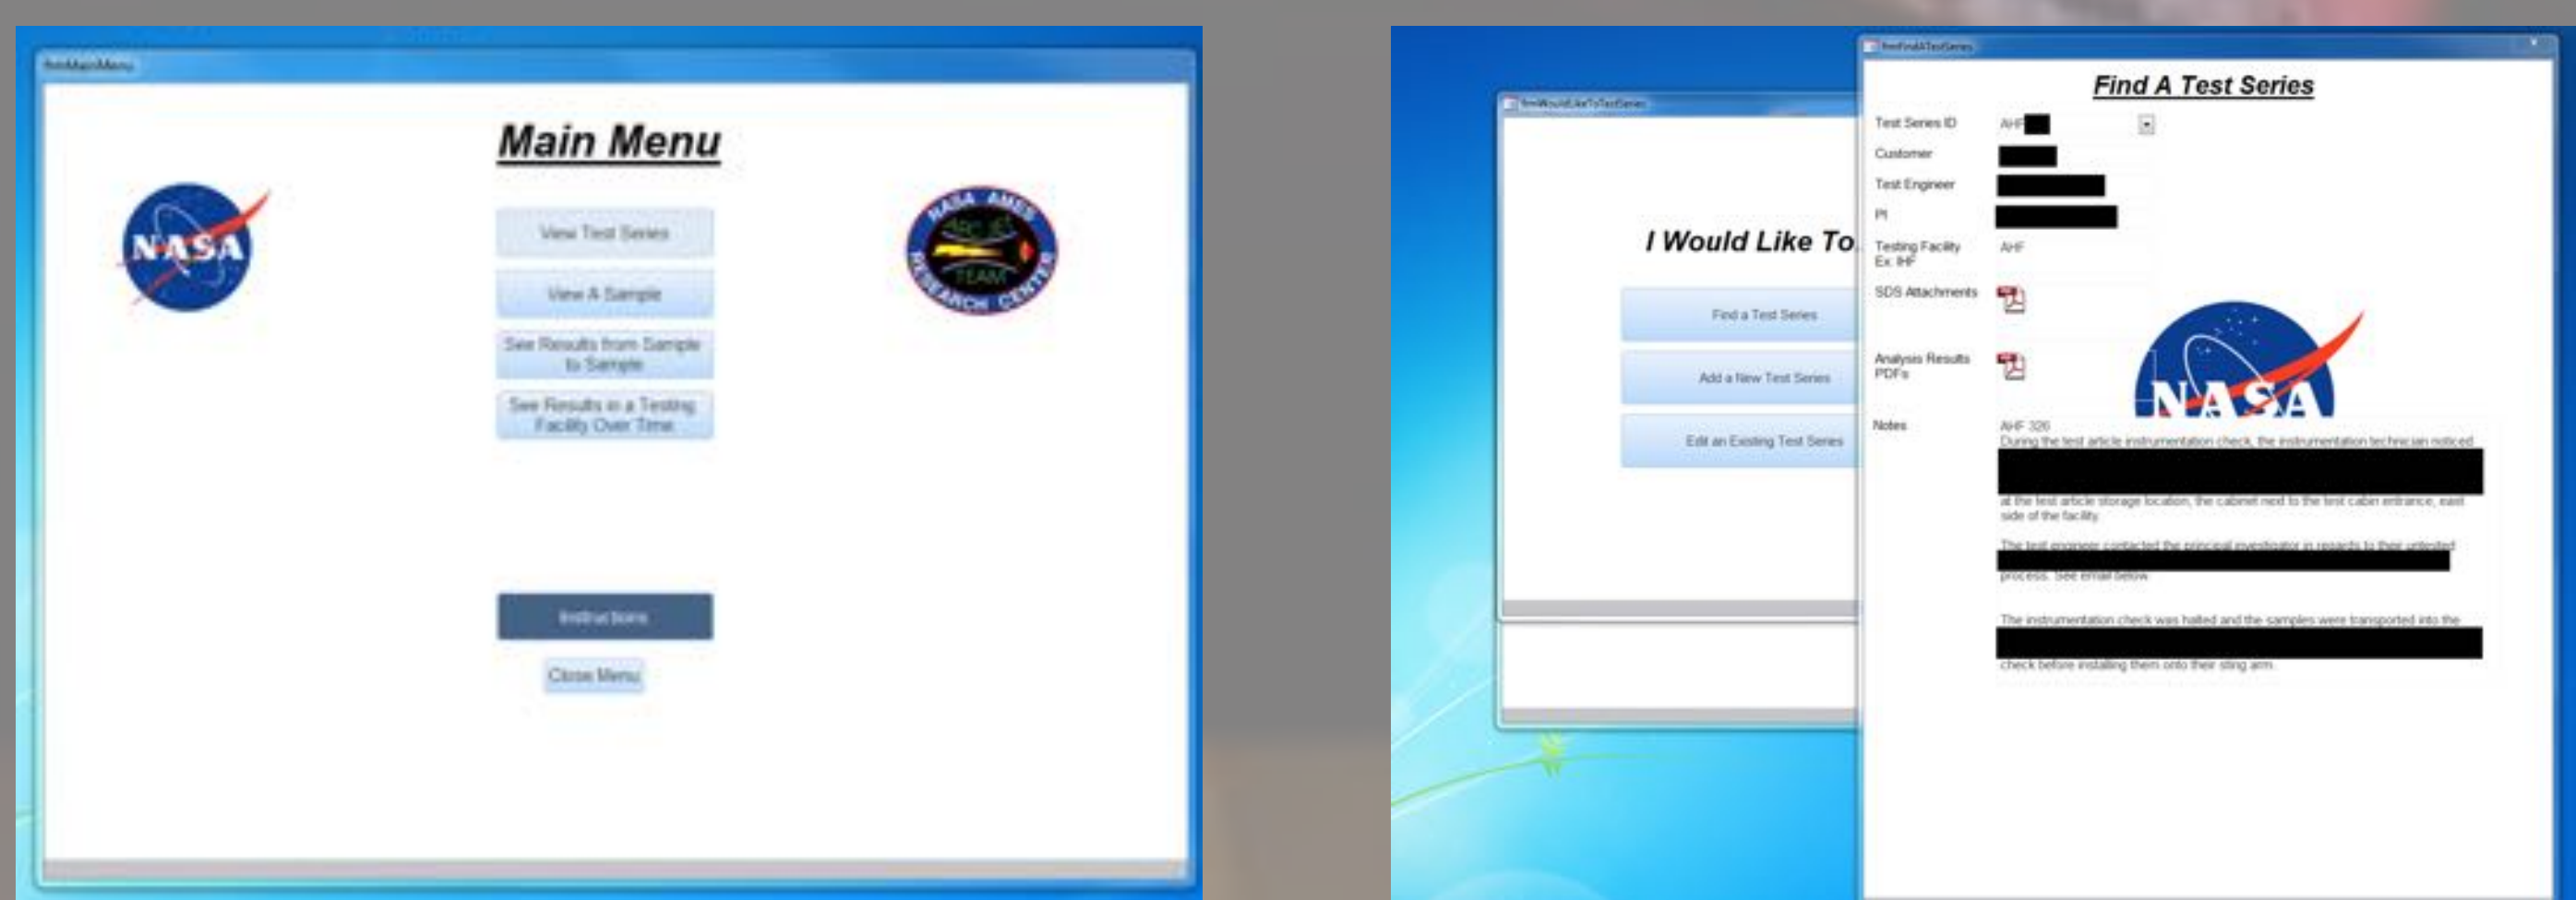 frmMainMenu
Main Menu
NASA
NASA AMES
ARC JET
TEAM
RESEARCH CENTER
View Test Series
View A Sample
See Results from Sample
to Sample
See Results in a Testing
Facility Over Time
Instructions
Close Menu
frmWouldLikeToTestSeries
I Would Like To
Find a Test Series
Add a New Test Series
Edit an Existing Test Series
frmFindATestSeries
Find A Test Series
Test Series ID AHF
Customer
Test Engineer
PI
Testing Facility AHF
Ex: IHF
SDS Attachments
Analysis Results
PDFs
NASA
Notes AHF 326
During the test article instrumentation check, the instrumentation technician noticed
at the test article storage location, the cabinet next to the test cabin entrance, east
side of the facility.
The test engineer contacted the principal investigator in regards to their untested
process. See email below.
The instrumentation check was halted and the samples were transported into the
check before installing them onto their sting arm.